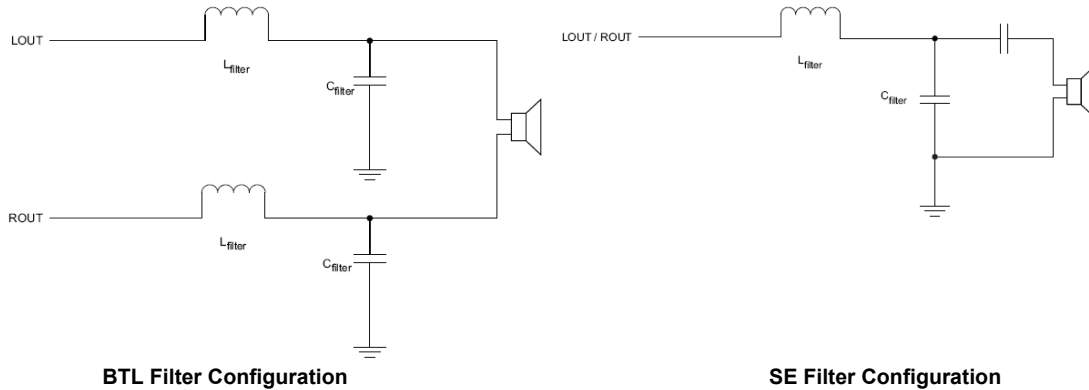 LOUT
Lfilter
Cfilter
ROUT
Lfilter
Cfilter
BTL Filter Configuration
LOUT / ROUT
Lfilter
Cfilter
SE Filter Configuration